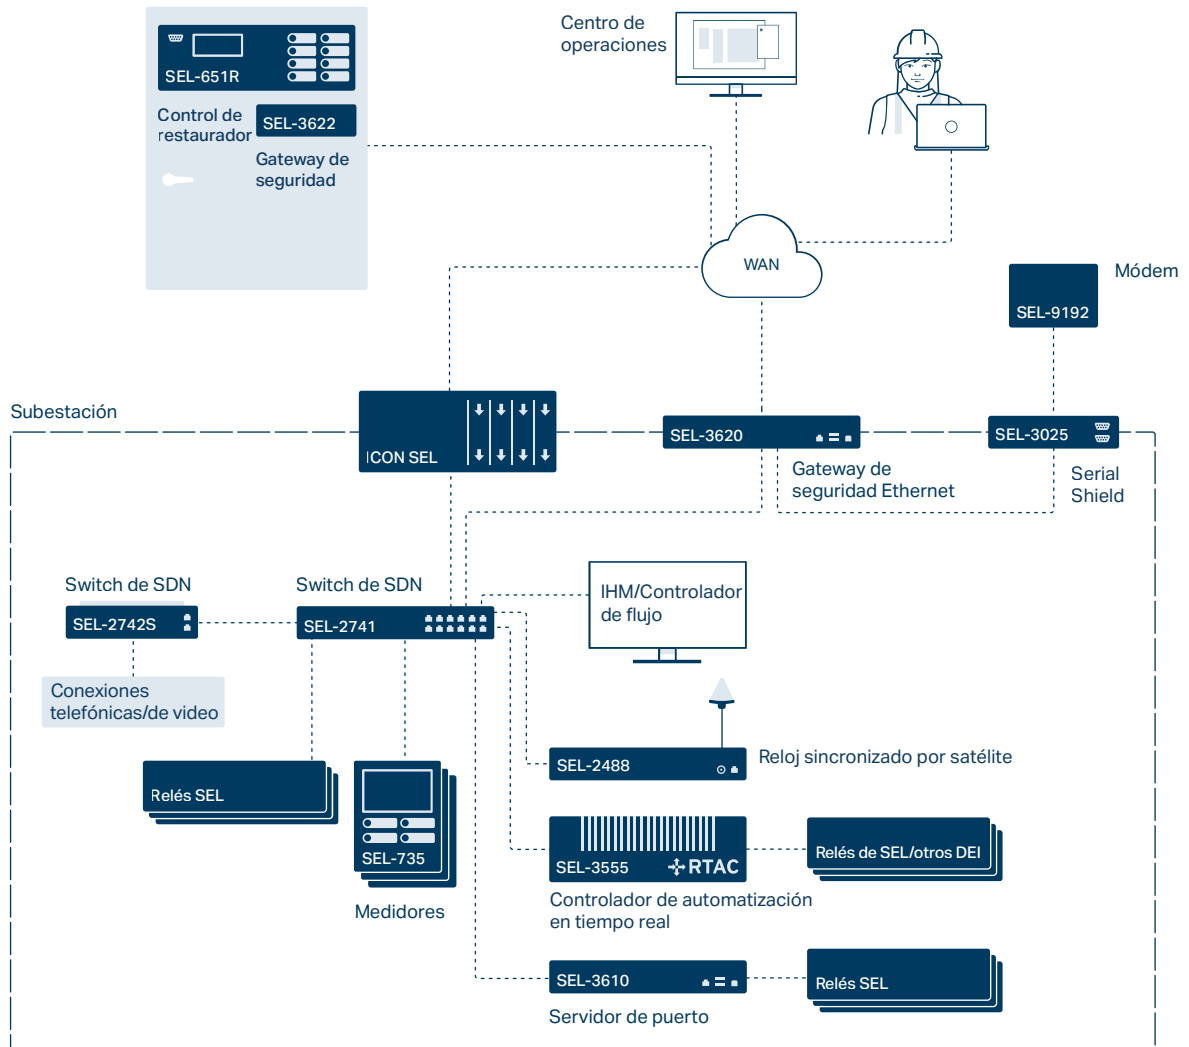 SEL-651R
Control de
restaurador
SEL-3622
Gateway de
seguridad
Centro de
operaciones
WAN
Módem
SEL-9192
Subestación
ICON SEL
SEL-3620
Gateway de
seguridad Ethernet
SEL-3025
Serial
Shield
Switch de SDN
SEL-2742S
Conexiones
telefónicas/de video
Switch de SDN
SEL-2741
IHM/Controlador
de flujo
Relés SEL
SEL-735
Medidores
SEL-2488
Reloj sincronizado por satélite
SEL-3555
RTAC
Controlador de automatización
en tiempo real
Relés de SEL/otros DEI
SEL-3610
Servidor de puerto
Relés SEL